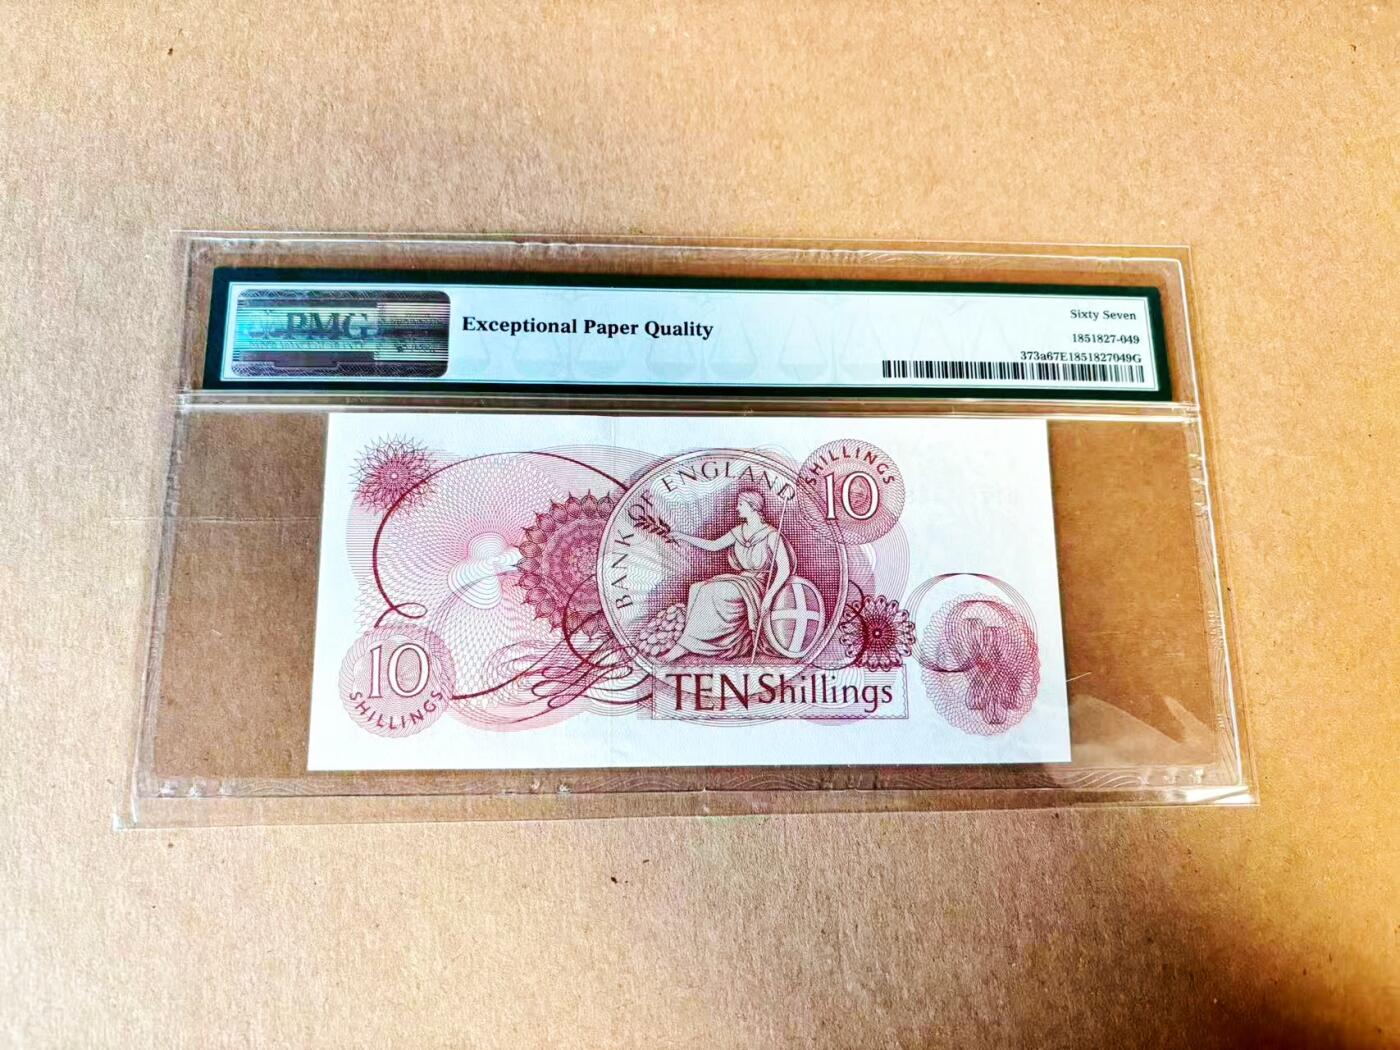 PMG
Exceptional Paper Quality
Sixty Seven
1851827-049
373a67E1851827049G
BANK OF ENGLAND
SHILLINGS
10
10
SHILLINGS
TEN Shillings